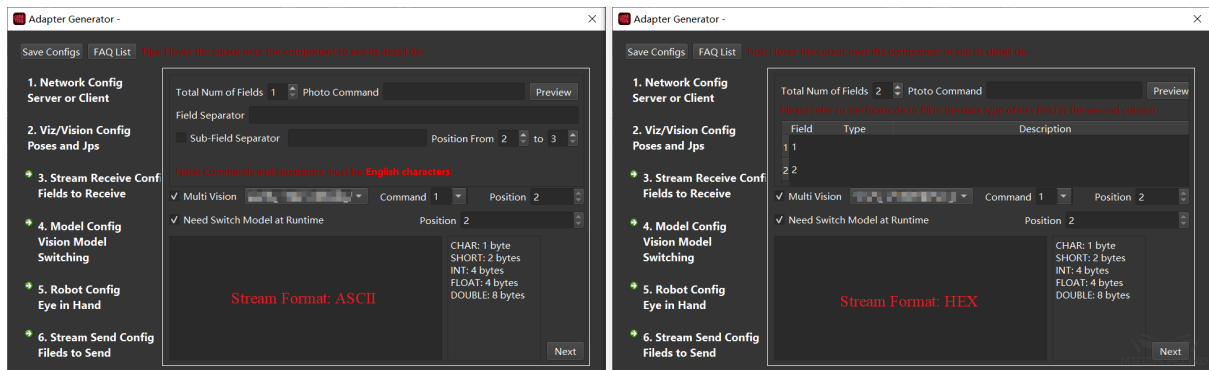 Adapter Generator -
Save Configs FAQ List
1. Network Config
Server or Client
2. Viz/Vision Config
Poses and Jps
3. Stream Receive Confi
Fields to Receive
4. Model Config
Vision Model
Switching
5. Robot Config
Eye in Hand
6. Stream Send Config
Fileds to Send
Total Num of Fields 1 Photo Command Preview
Field Separator
Sub-Field Separator Position From 2 to 3
English characters
Multi Vision Command 1 Position 2
Need Switch Model at Runtime Position 2
Stream Format: ASCII
CHAR: 1 byte
SHORT: 2 bytes
INT: 4 bytes
FLOAT: 4 bytes
DOUBLE: 8 bytes
Next
Adapter Generator -
Save Configs FAQ List
1. Network Config
Server or Client
2. Viz/Vision Config
Poses and Jps
3. Stream Receive Confi
Fields to Receive
4. Model Config
Vision Model
Switching
5. Robot Config
Eye in Hand
6. Stream Send Config
Fileds to Send
Total Num of Fields 2 Photo Command Preview
Field Type Description
1 1
2 2
Multi Vision Command 1 Position 2
Need Switch Model at Runtime Position 2
Stream Format: HEX
CHAR: 1 byte
SHORT: 2 bytes
INT: 4 bytes
FLOAT: 4 bytes
DOUBLE: 8 bytes
Next